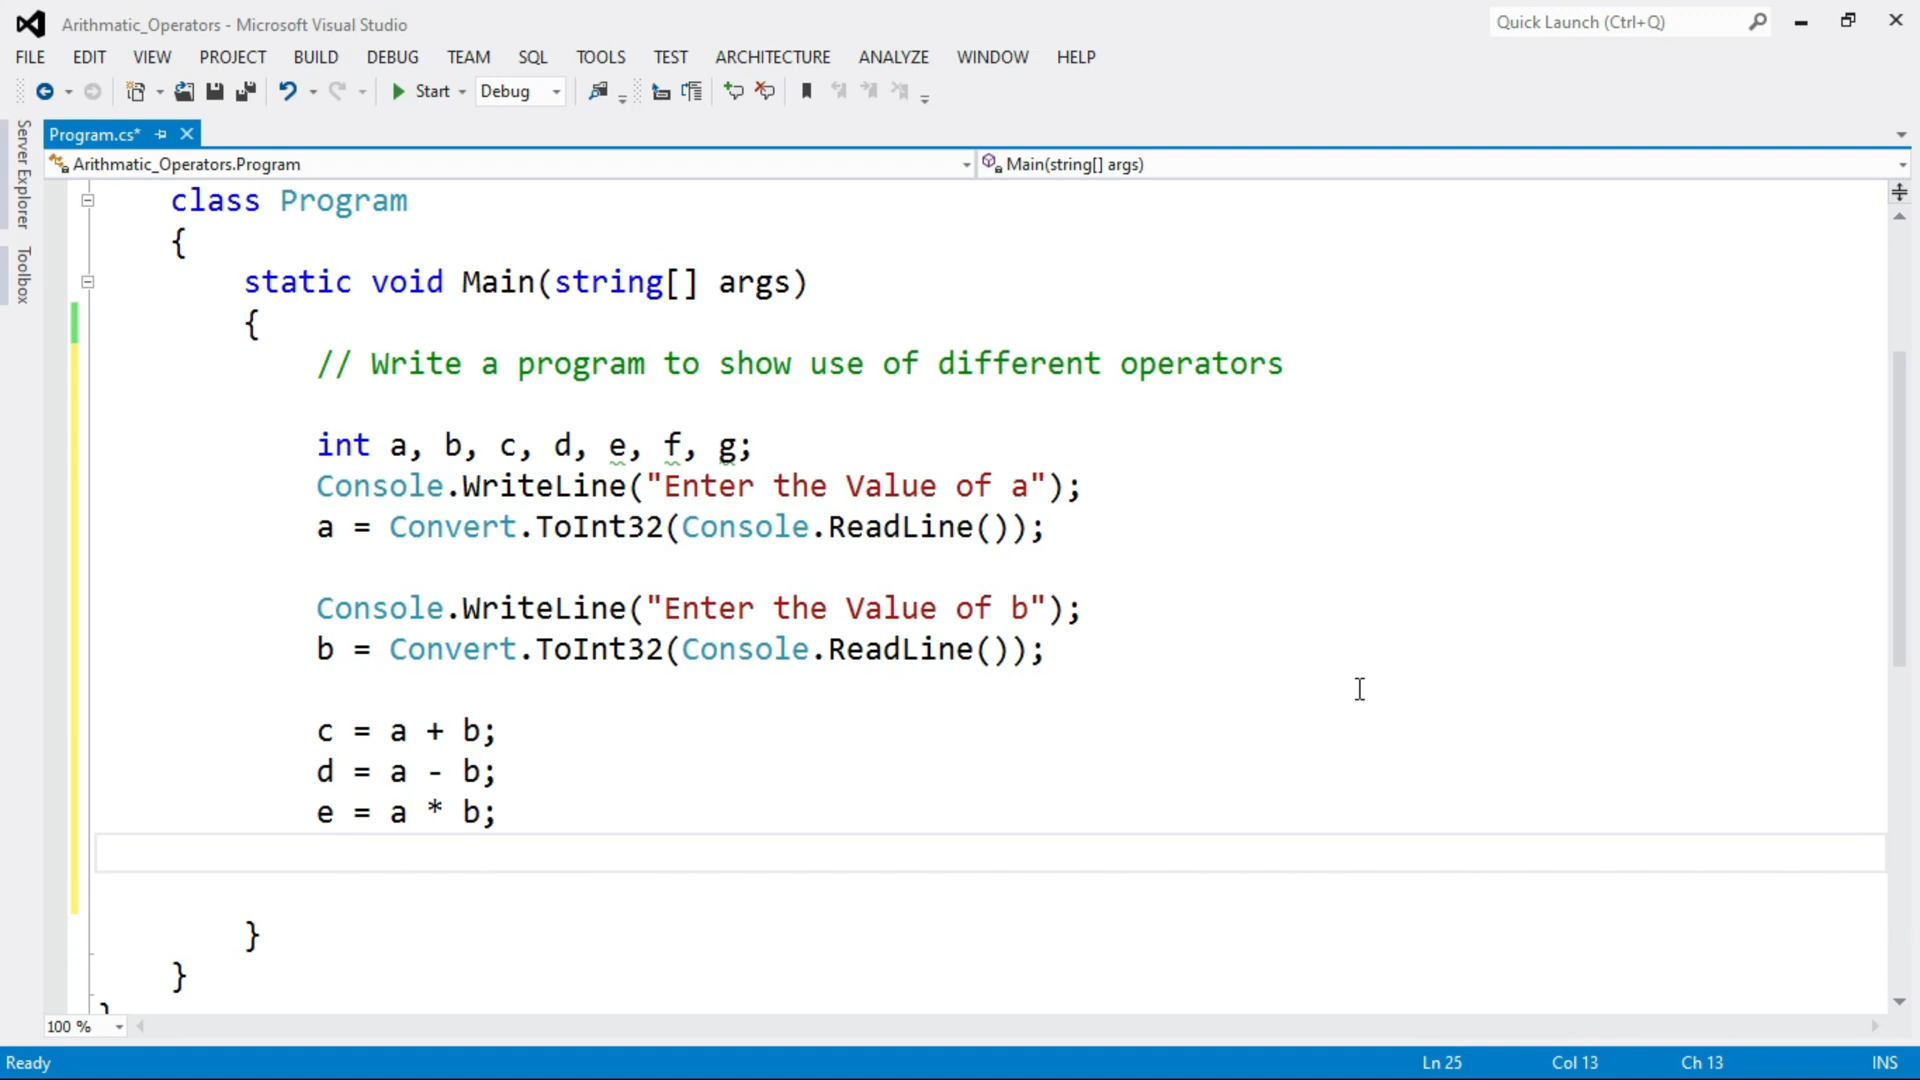 Arithmatic_Operators - Microsoft Visual Studio
Quick Launch (Ctrl+Q)
FILE EDIT VIEW PROJECT BUILD DEBUG TEAM SQL TOOLS TEST ARCHITECTURE ANALYZE WINDOW HELP
Start Debug
Server Explorer
Toolbox
Program.cs*
Arithmatic_Operators.Program
Main(string[] args)
class Program
{
static void Main(string[] args)
{
// Write a program to show use of different operators
int a, b, c, d, e, f, g;
Console.WriteLine("Enter the Value of a");
a = Convert.ToInt32(Console.ReadLine());
Console.WriteLine("Enter the Value of b");
b = Convert.ToInt32(Console.ReadLine());
c = a + b;
d = a - b;
e = a * b;
}
}
}
100 %
Ready
Ln 25 Col 13 Ch 13 INS